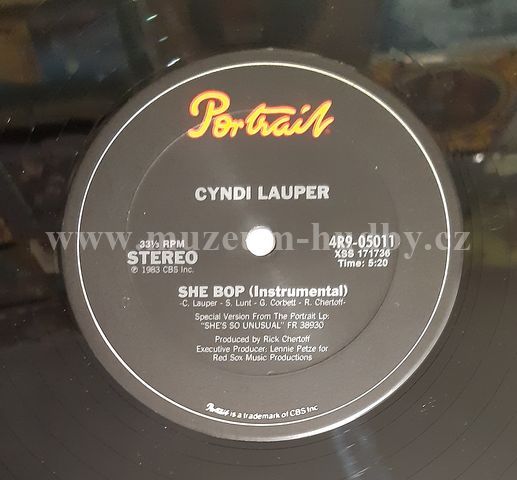 Portrait
CYNDI LAUPER
www.muzeum-hudby.cz
33⅓ RPM
STEREO
℗ 1983 CBS Inc.
4R9-05011
XSS 171736
Time: 5:20
SHE BOP (Instrumental)
-C. Lauper - S. Lunt - G. Corbett - R. Chertoff-
Special Version From The Portrait Lp:
"SHE'S SO UNUSUAL" FR 38930
Produced by Rick Chertoff
Executive Producer: Lennie Petze for
Red Sox Music Productions
Portrait is a trademark of CBS Inc